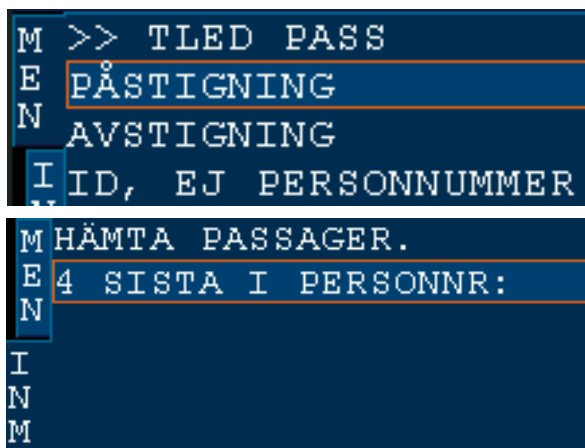 M
E
N
>> TLED PASS
PÅSTIGNING
AVSTIGNING
I
ID, EJ PERSONNUMMER
M
E
N
HÄMTA PASSAGER.
4 SISTA I PERSONNR:
I
N
M